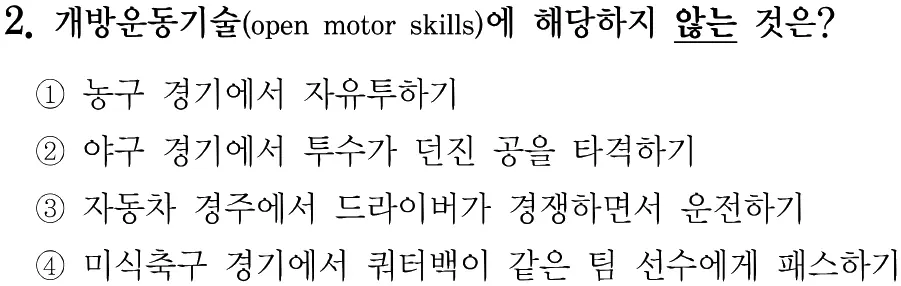 2. 개방운동기술(open motor skills)에 해당하지 않는 것은?
① 농구 경기에서 자유투하기
② 야구 경기에서 투수가 던진 공을 타격하기
③ 자동차 경주에서 드라이버가 경쟁하면서 운전하기
④ 미식축구 경기에서 쿼터백이 같은 팀 선수에게 패스하기